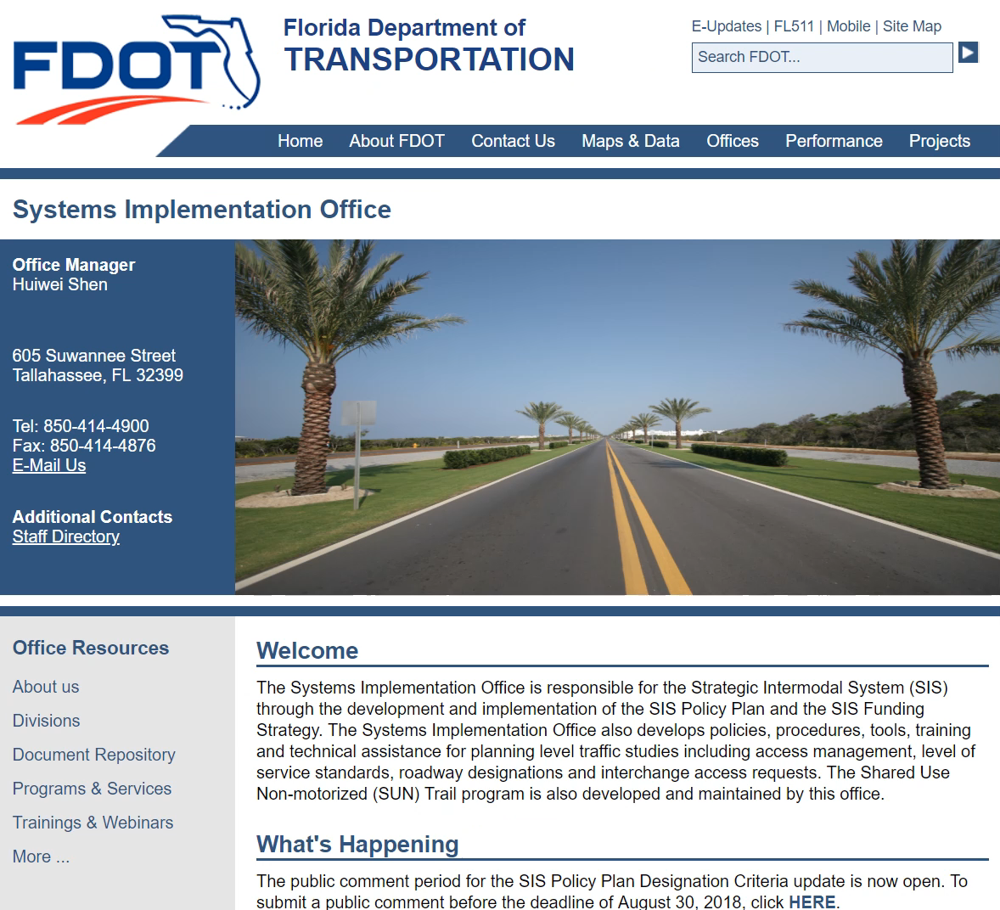 FDOT
Florida Department of
TRANSPORTATION
E-Updates | FL511 | Mobile | Site Map
Search FDOT...
Home About FDOT Contact Us Maps & Data Offices Performance Projects
Systems Implementation Office
Office Manager
Huiwei Shen
605 Suwannee Street
Tallahassee, FL 32399
Tel: 850-414-4900
Fax: 850-414-4876
E-Mail Us
Additional Contacts
Staff Directory
Office Resources
About us
Divisions
Document Repository
Programs & Services
Trainings & Webinars
More ...
Welcome
The Systems Implementation Office is responsible for the Strategic Intermodal System (SIS)
through the development and implementation of the SIS Policy Plan and the SIS Funding
Strategy. The Systems Implementation Office also develops policies, procedures, tools, training
and technical assistance for planning level traffic studies including access management, level of
service standards, roadway designations and interchange access requests. The Shared Use
Non-motorized (SUN) Trail program is also developed and maintained by this office.
What's Happening
The public comment period for the SIS Policy Plan Designation Criteria update is now open. To
submit a public comment before the deadline of August 30, 2018, click HERE.